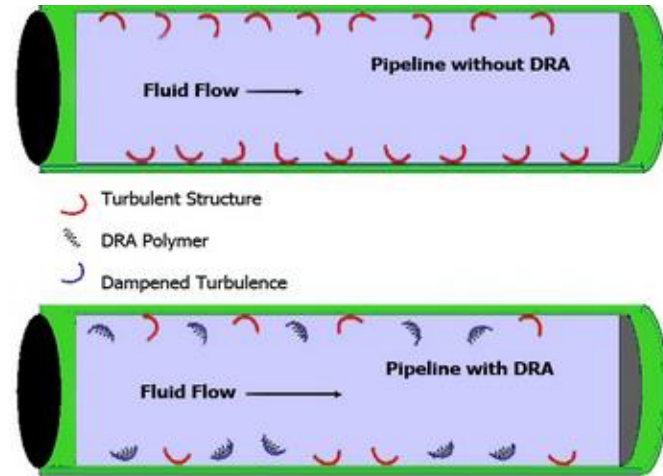 Pipeline without DRA
Fluid Flow
Turbulent Structure
DRA Polymer
Dampened Turbulence
Pipeline with DRA
Fluid Flow